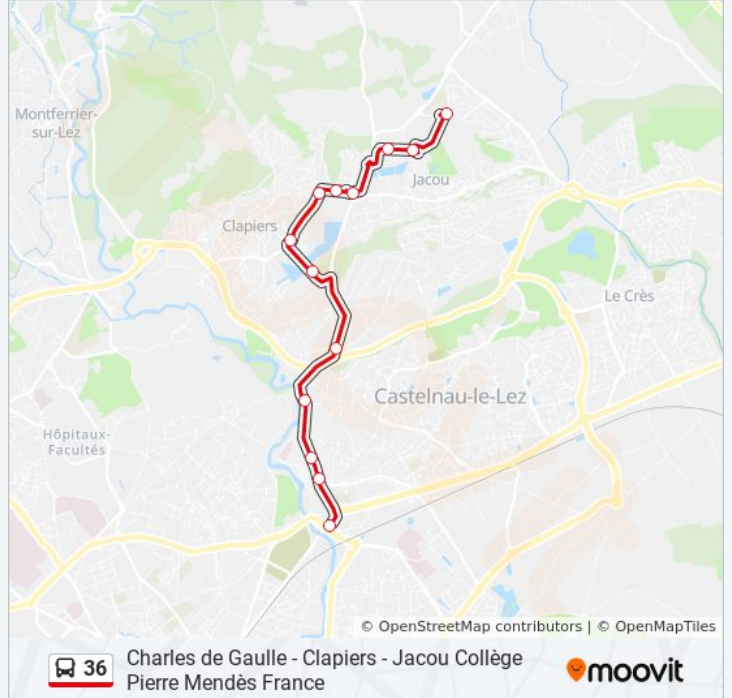 Montferrier-
sur-Lez
Jacou
Clapiers
Le Crès
Castelnau-le-Lez
Hôpitaux-
Facultés
© OpenStreetMap contributors | © OpenMapTiles
36
Charles de Gaulle - Clapiers - Jacou Collège
Pierre Mendès France
moovit